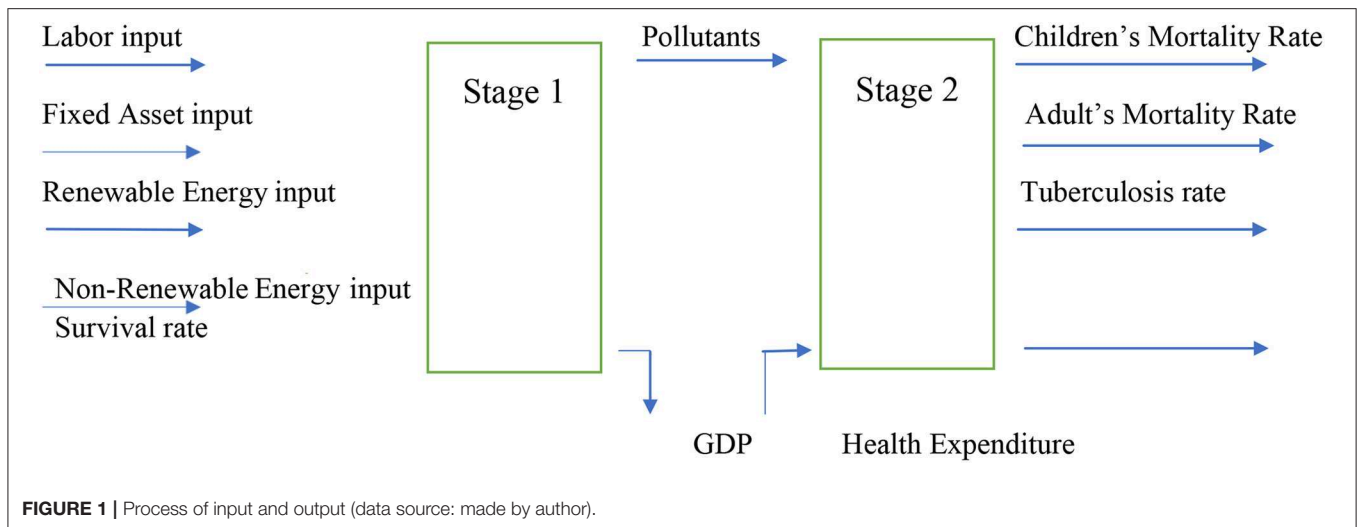 Labor input
Fixed Asset input
Renewable Energy input
Non-Renewable Energy input
Survival rate
Stage 1
Pollutants
GDP
Stage 2
Health Expenditure
Children's Mortality Rate
Adult's Mortality Rate
Tuberculosis rate
FIGURE 1 | Process of input and output (data source: made by author).